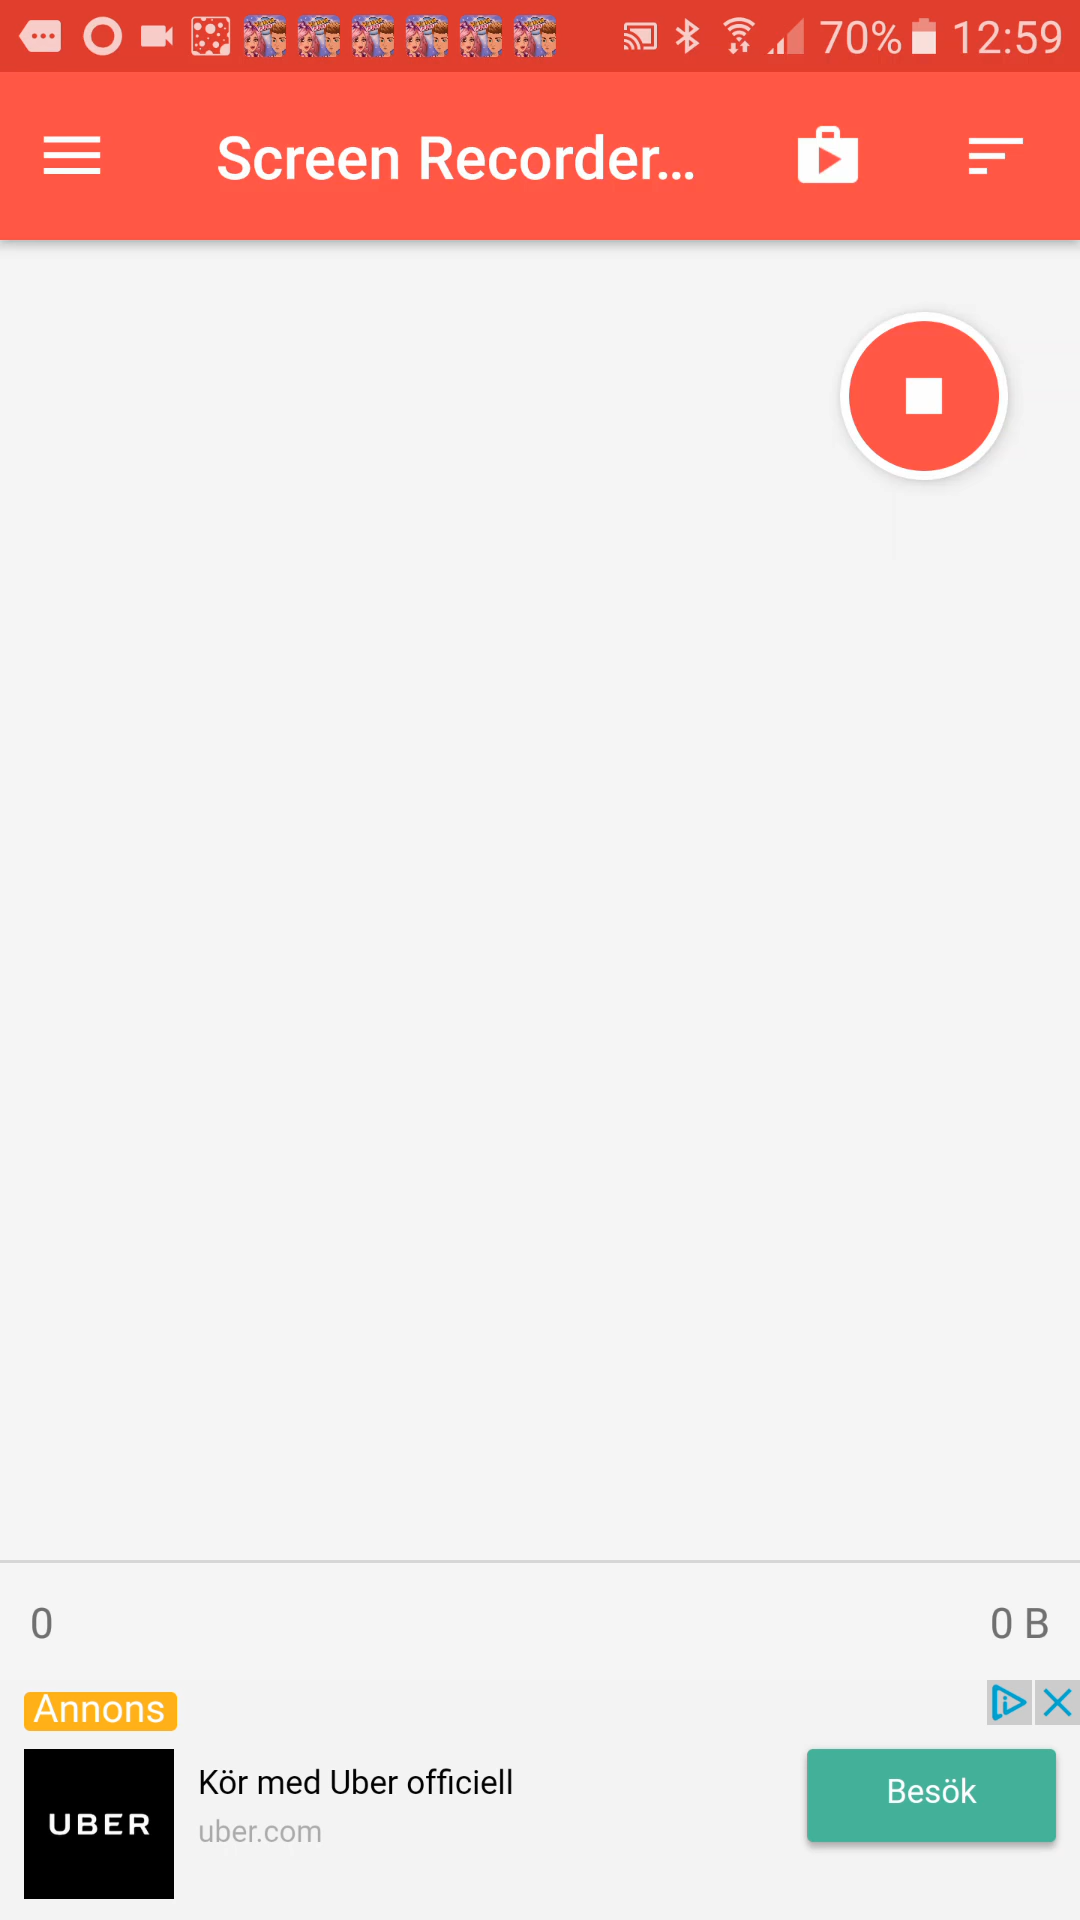 70% 12:59
Screen Recorder...
0
0 B
Annons
UBER
Kör med Uber officiell
uber.com
Besök